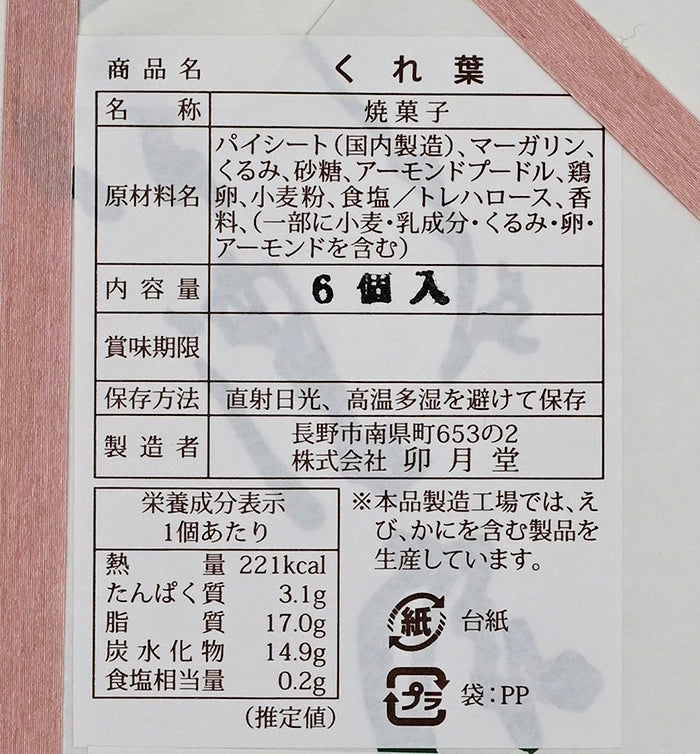 商品名 くれ葉
名称 焼菓子
原材料名 パイシート(国内製造)、マーガリン、
くるみ、砂糖、アーモンドプードル、鶏
卵、小麦粉、食塩/トレハロース、香
料、(一部に小麦・乳成分・くるみ・卵・
アーモンドを含む)
内容量 6個入
賞味期限
保存方法 直射日光、高温多湿を避けて保存
製造者 長野市南県町653の2
株式会社 卯月堂
栄養成分表示
1個あたり
熱量 221kcal
たんぱく質 3.1g
脂質 17.0g
炭水化物 14.9g
食塩相当量 0.2g
(推定値)
※本品製造工場では、え
び、かにを含む製品を
生産しています。
紙 台紙
プラ 袋:PP